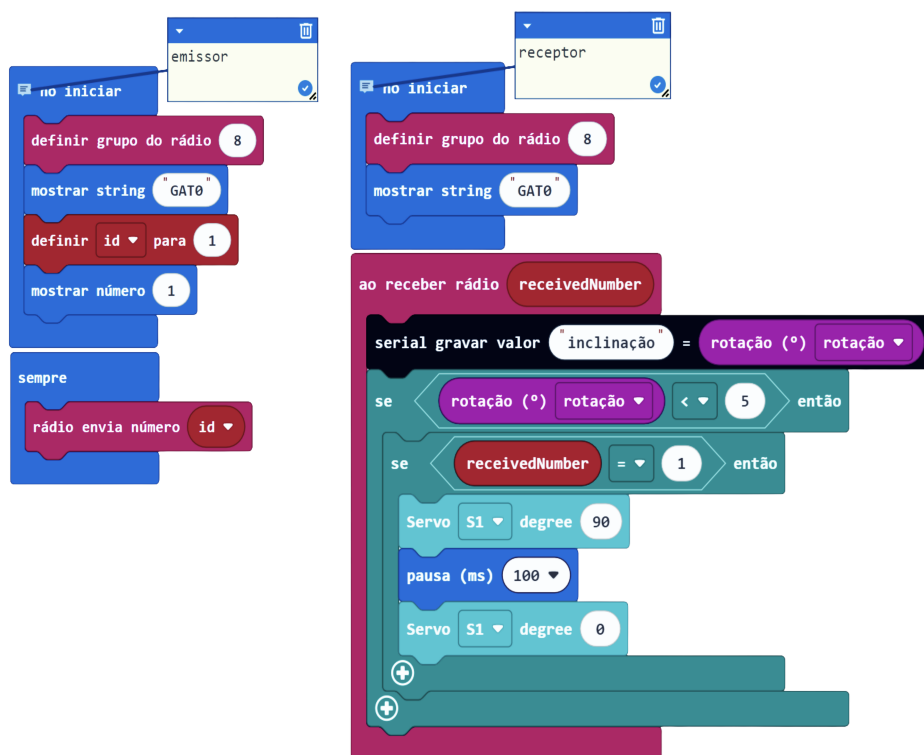 emissor
no iniciar
definir grupo do rádio 8
mostrar string "GAT0"
definir id para 1
mostrar número 1
sempre
rádio envia número id
receptor
no iniciar
definir grupo do rádio 8
mostrar string "GAT0"
ao receber rádio receivedNumber
serial gravar valor "inclinação" = rotação (º) rotação
se rotação (º) rotação < 5 então
se receivedNumber = 1 então
Servo S1 degree 90
pausa (ms) 100
Servo S1 degree 0